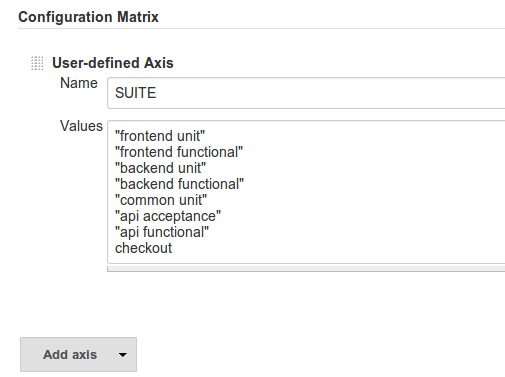 Configuration Matrix
User-defined Axis
Name
SUITE
Values
"frontend unit"
"frontend functional"
"backend unit"
"backend functional"
"common unit"
"api acceptance"
"api functional"
checkout
Add axis